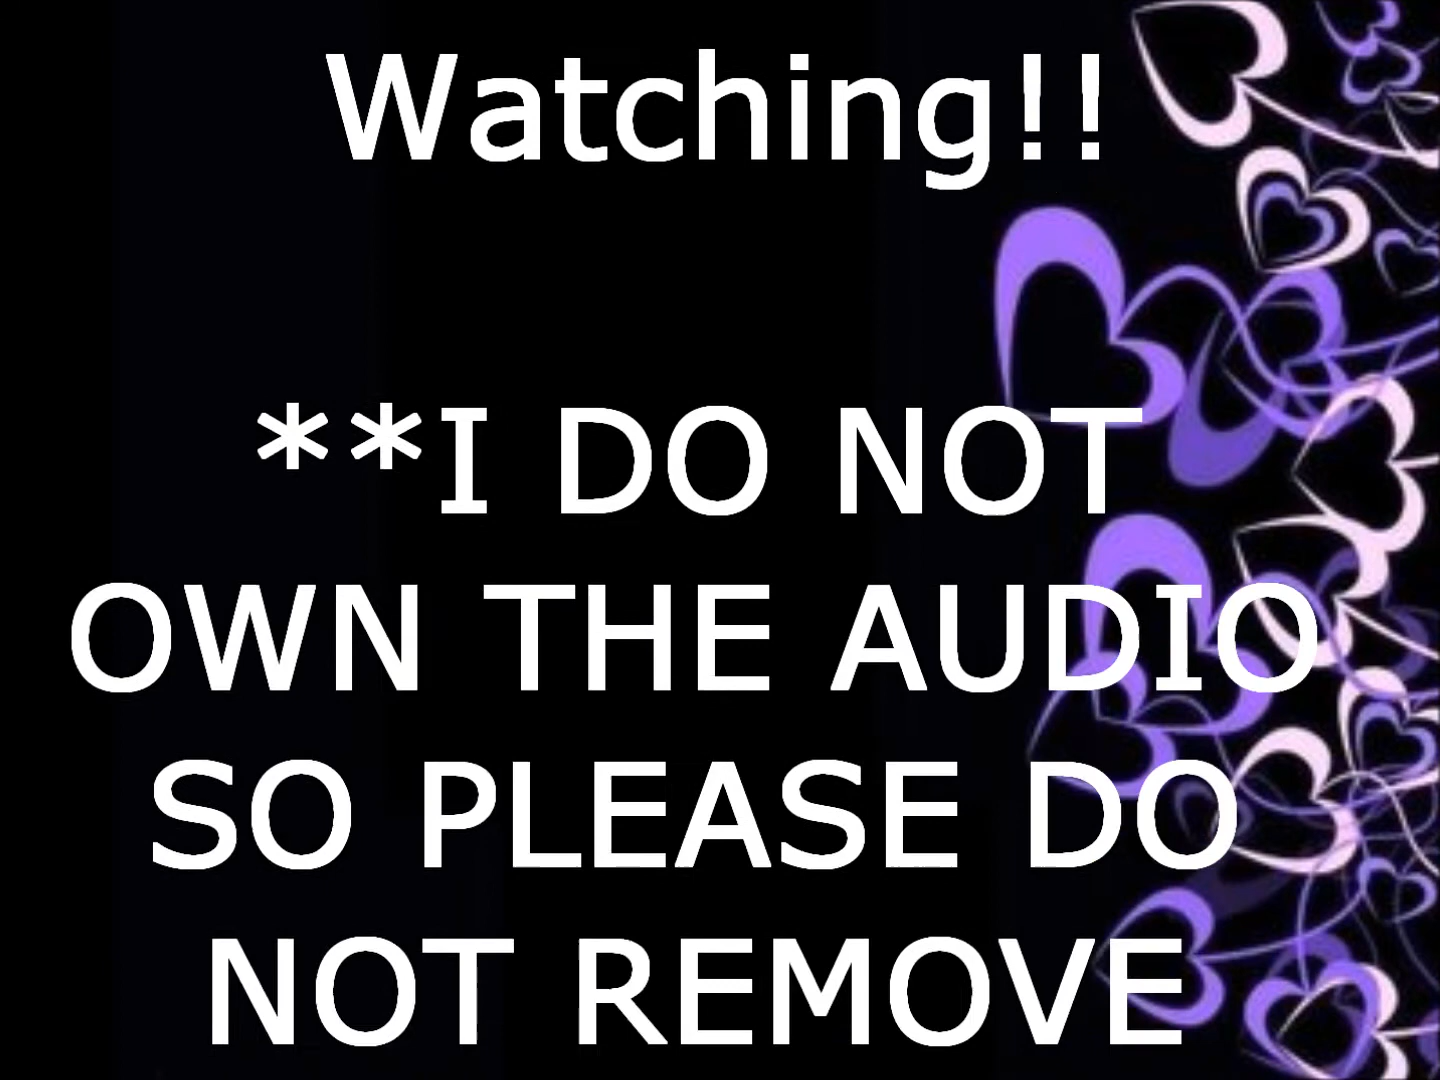 Watching!!
**I DO NOT
OWN THE AUDIO
SO PLEASE DO
NOT REMOVE